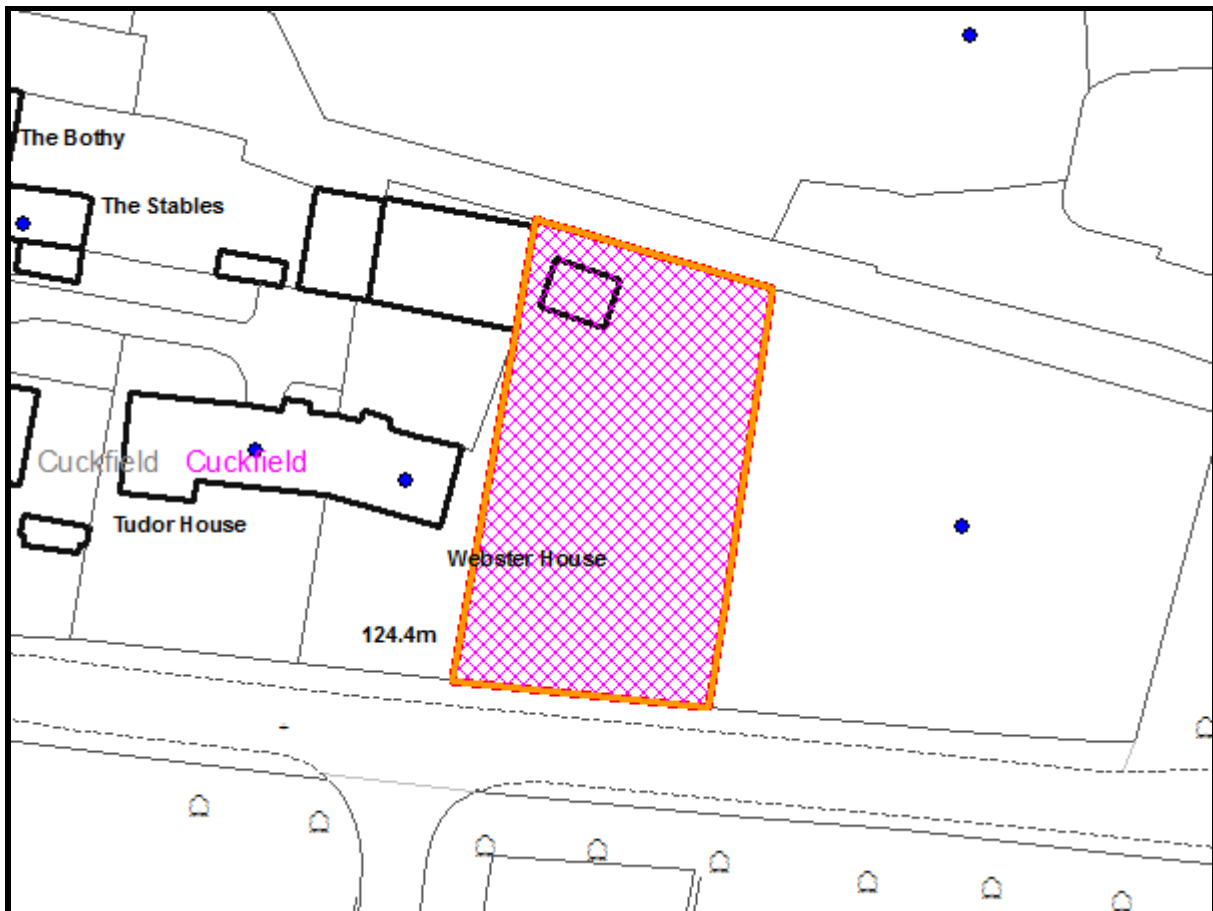 The Bothy
The Stables
Cuckfield Cuckfield
Tudor House
Webster House
124.4m